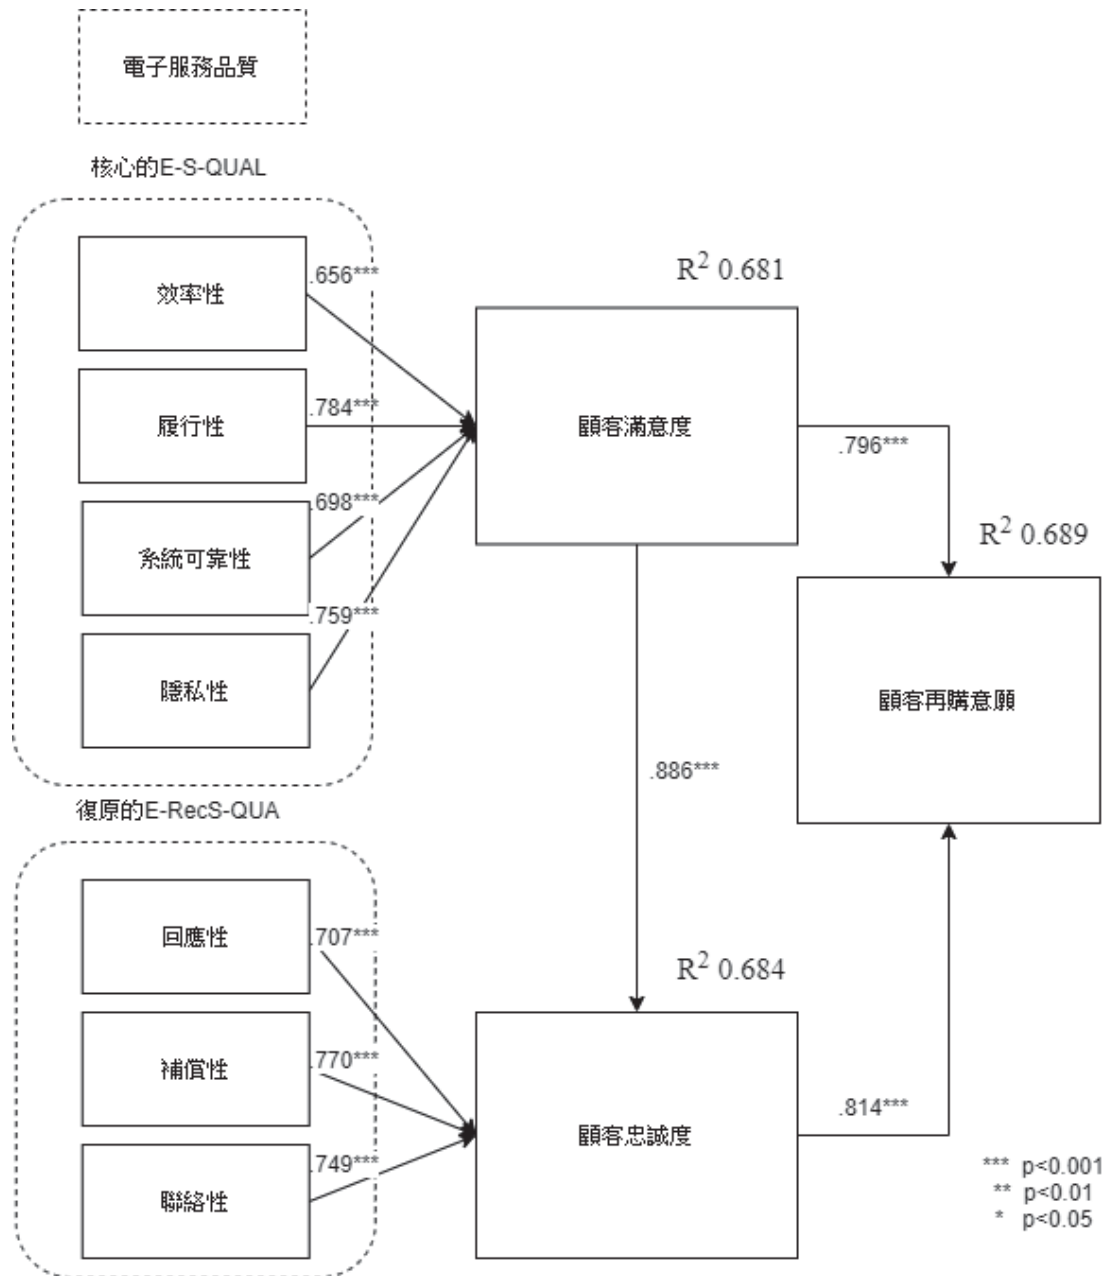 電子服務品質
核心的E-S-QUAL
效率性
.656***
履行性
.784***
系統可靠性
.698***
隱私性
.759***
R² 0.681
顧客滿意度
.796***
R² 0.689
顧客再購意願
.886***
復原的E-RecS-QUA
回應性
.707***
補償性
.770***
聯絡性
.749***
R² 0.684
顧客忠誠度
.814***
*** p<0.001
** p<0.01
* p<0.05